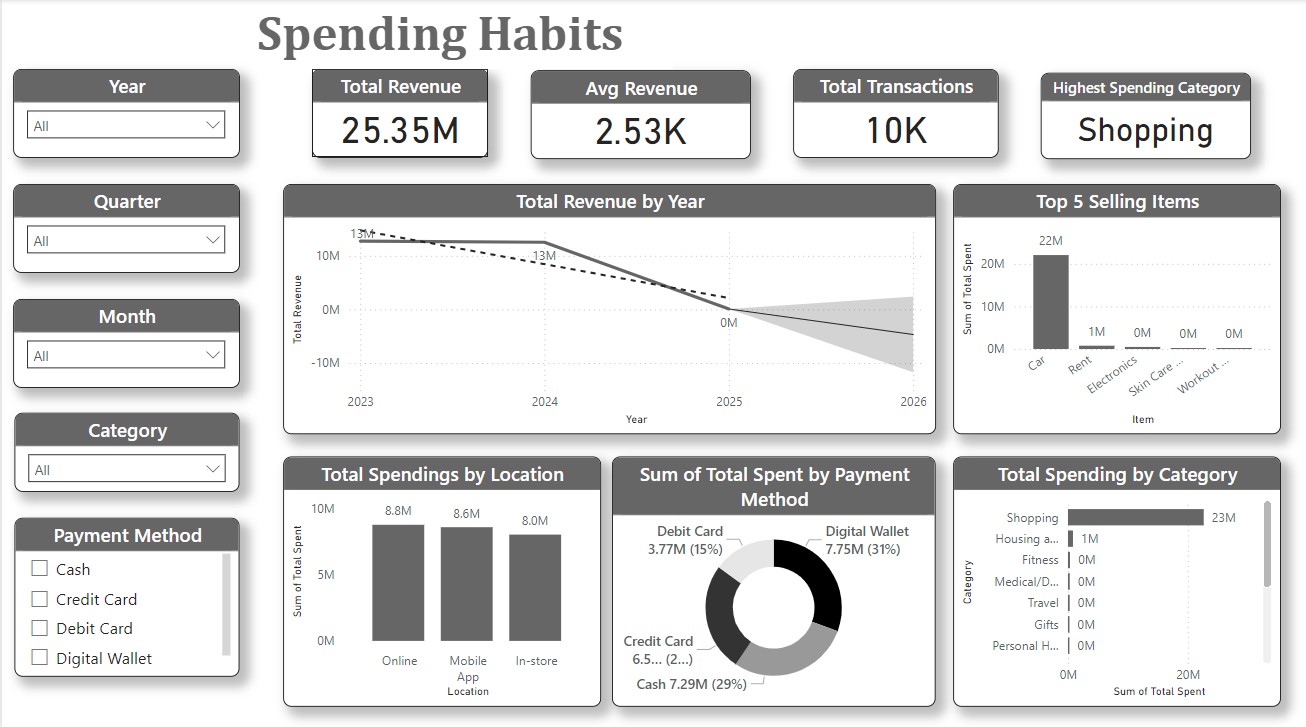 Spending Habits
Year
All
Quarter
All
Month
All
Category
All
Payment Method
Cash
Credit Card
Debit Card
Digital Wallet
Total Revenue
25.35M
Avg Revenue
2.53K
Total Transactions
10K
Highest Spending Category
Shopping
Total Revenue by Year
Total Revenue
10M
0M
-10M
13M
13M
0M
2023
2024
2025
2026
Year
Top 5 Selling Items
Sum of Total Spent
20M
10M
0M
22M
1M
0M
0M
0M
Car
Rent
Electronics
Skin Care ...
Workout ...
Item
Total Spendings by Location
Sum of Total Spent
10M
5M
0M
8.8M
8.6M
8.0M
Online
Mobile
App
In-store
Location
Sum of Total Spent by Payment
Method
Debit Card
3.77M (15%)
Digital Wallet
7.75M (31%)
Credit Card
6.5... (2...)
Cash 7.29M (29%)
Total Spending by Category
Category
Shopping
23M
Housing a...
1M
Fitness
0M
Medical/D...
0M
Travel
0M
Gifts
0M
Personal H...
0M
0M
20M
Sum of Total Spent